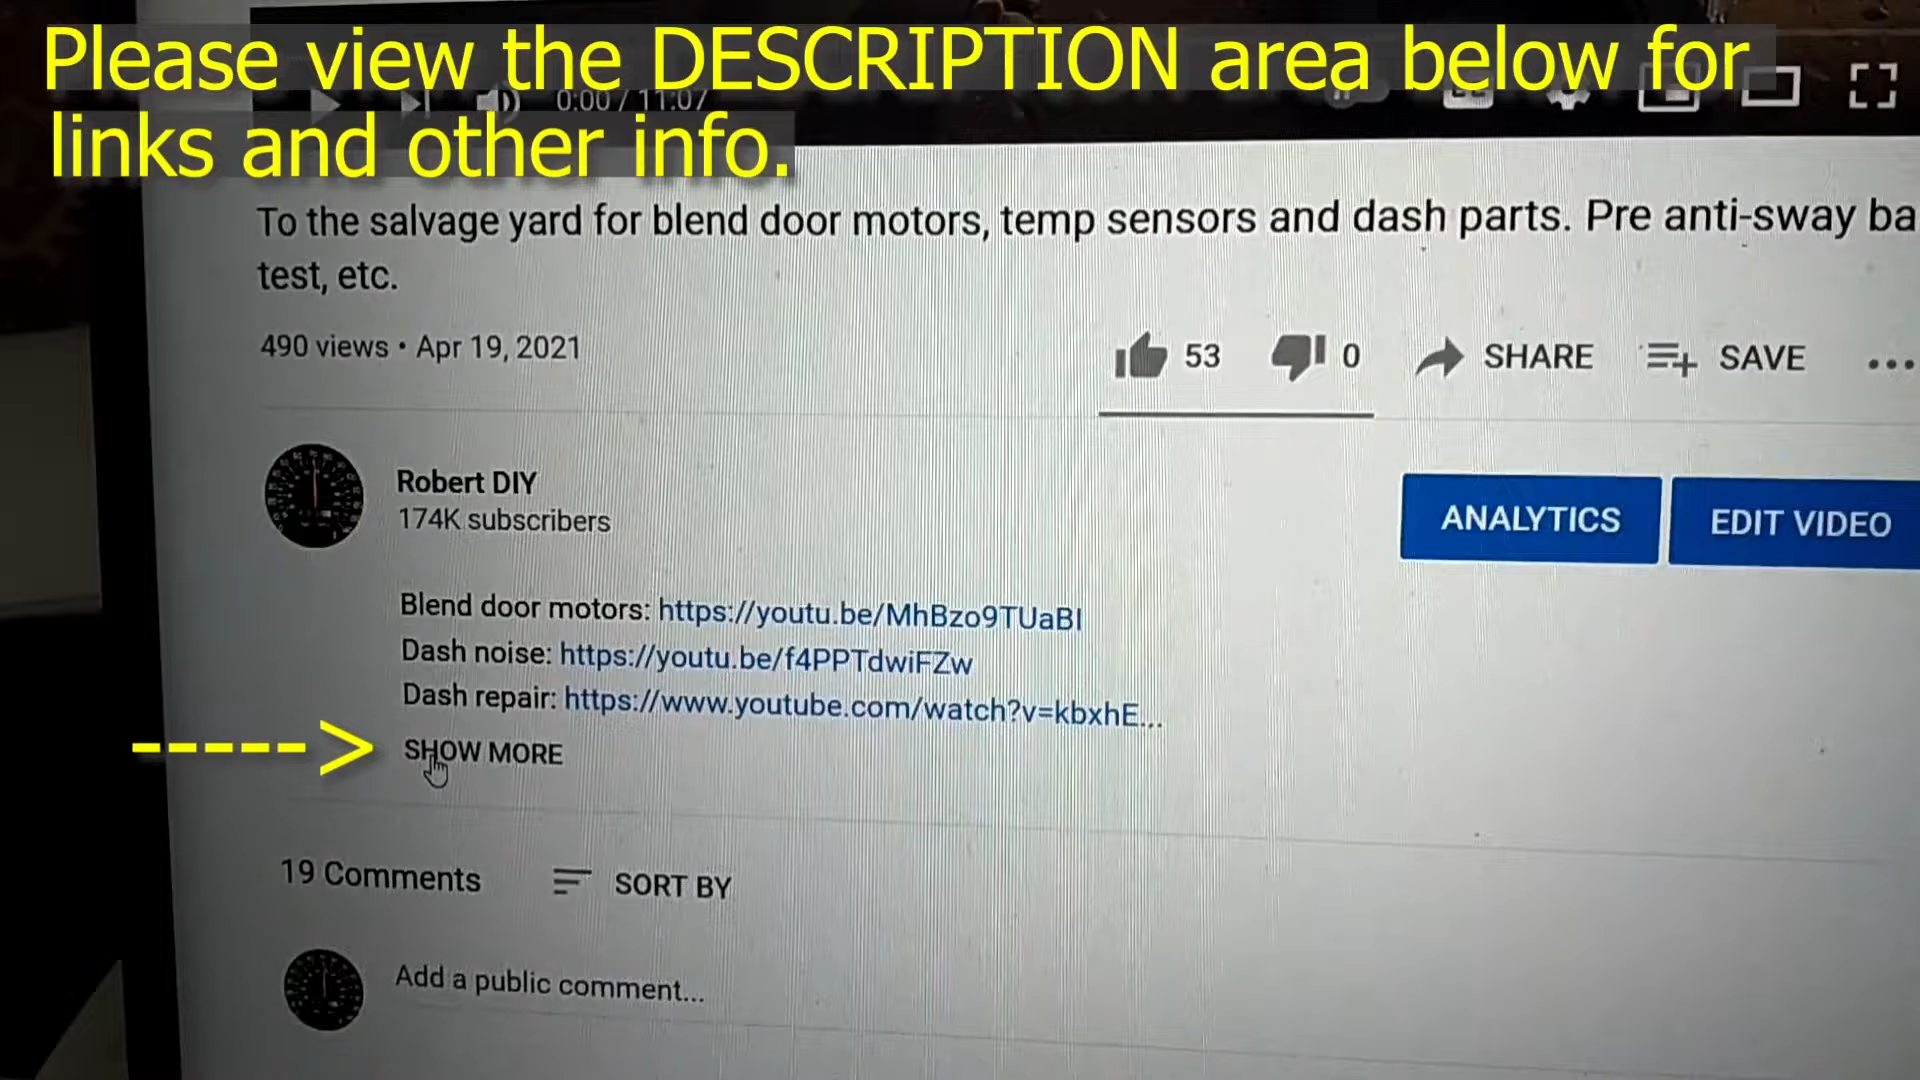 Please view the DESCRIPTION area below for
links and other info.
0:00 / 11:07
To the salvage yard for blend door motors, temp sensors and dash parts. Pre anti-sway ba
test, etc.
490 views • Apr 19, 2021
53
0
SHARE
SAVE
Robert DIY
174K subscribers
ANALYTICS
EDIT VIDEO
Blend door motors: https://youtu.be/MhBzo9TUaBI
Dash noise: https://youtu.be/f4PPTdwiFZw
Dash repair: https://www.youtube.com/watch?v=kbxhE...
----->
SHOW MORE
19 Comments
SORT BY
Add a public comment...